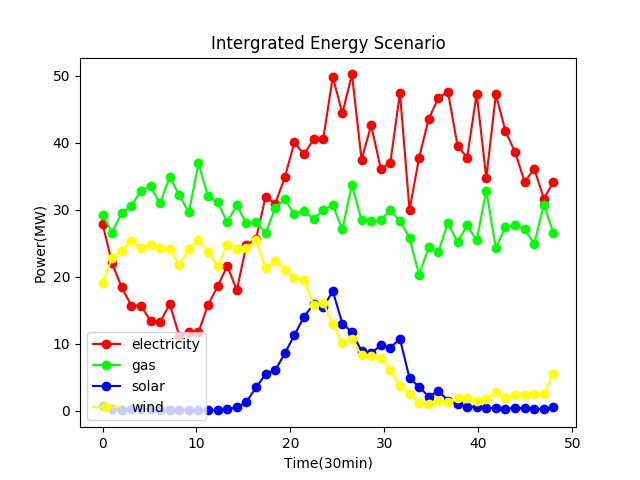 Intergrated Energy Scenario
Power(MW)
50
40
30
20
10
0
electricity
gas
solar
wind
0 10 20 30 40 50
Time(30min)